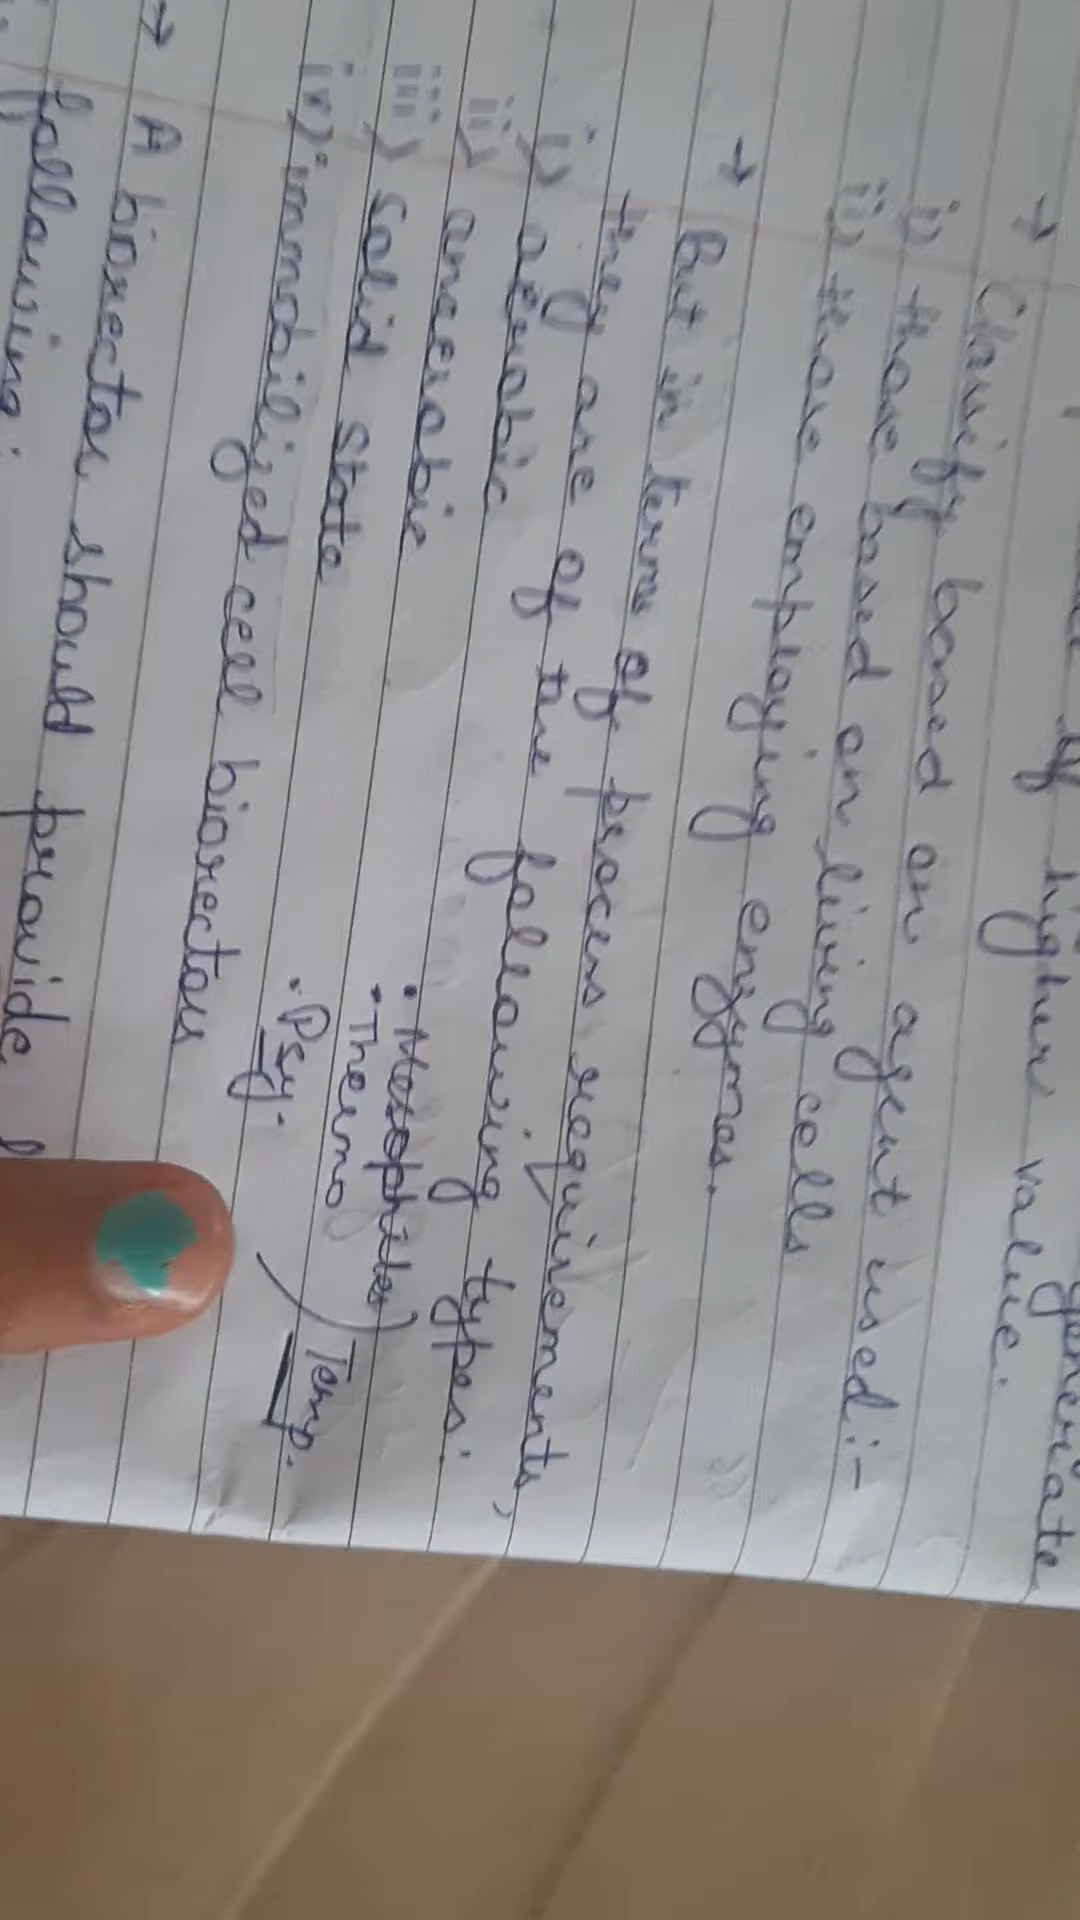 of higher value. generate
→ Classify based on agent used:-
i) those based on living cells
ii) those employing enzymes.
→ But in terms of process requirements,
they are of the following types:
i) aerobic
ii) anaerobic
iii) Solid State
iv) immobilized cell bioreactors
• Mesophiles
• Thermo
• Psy.
Temp.
→ A bioreactor should provide
following: